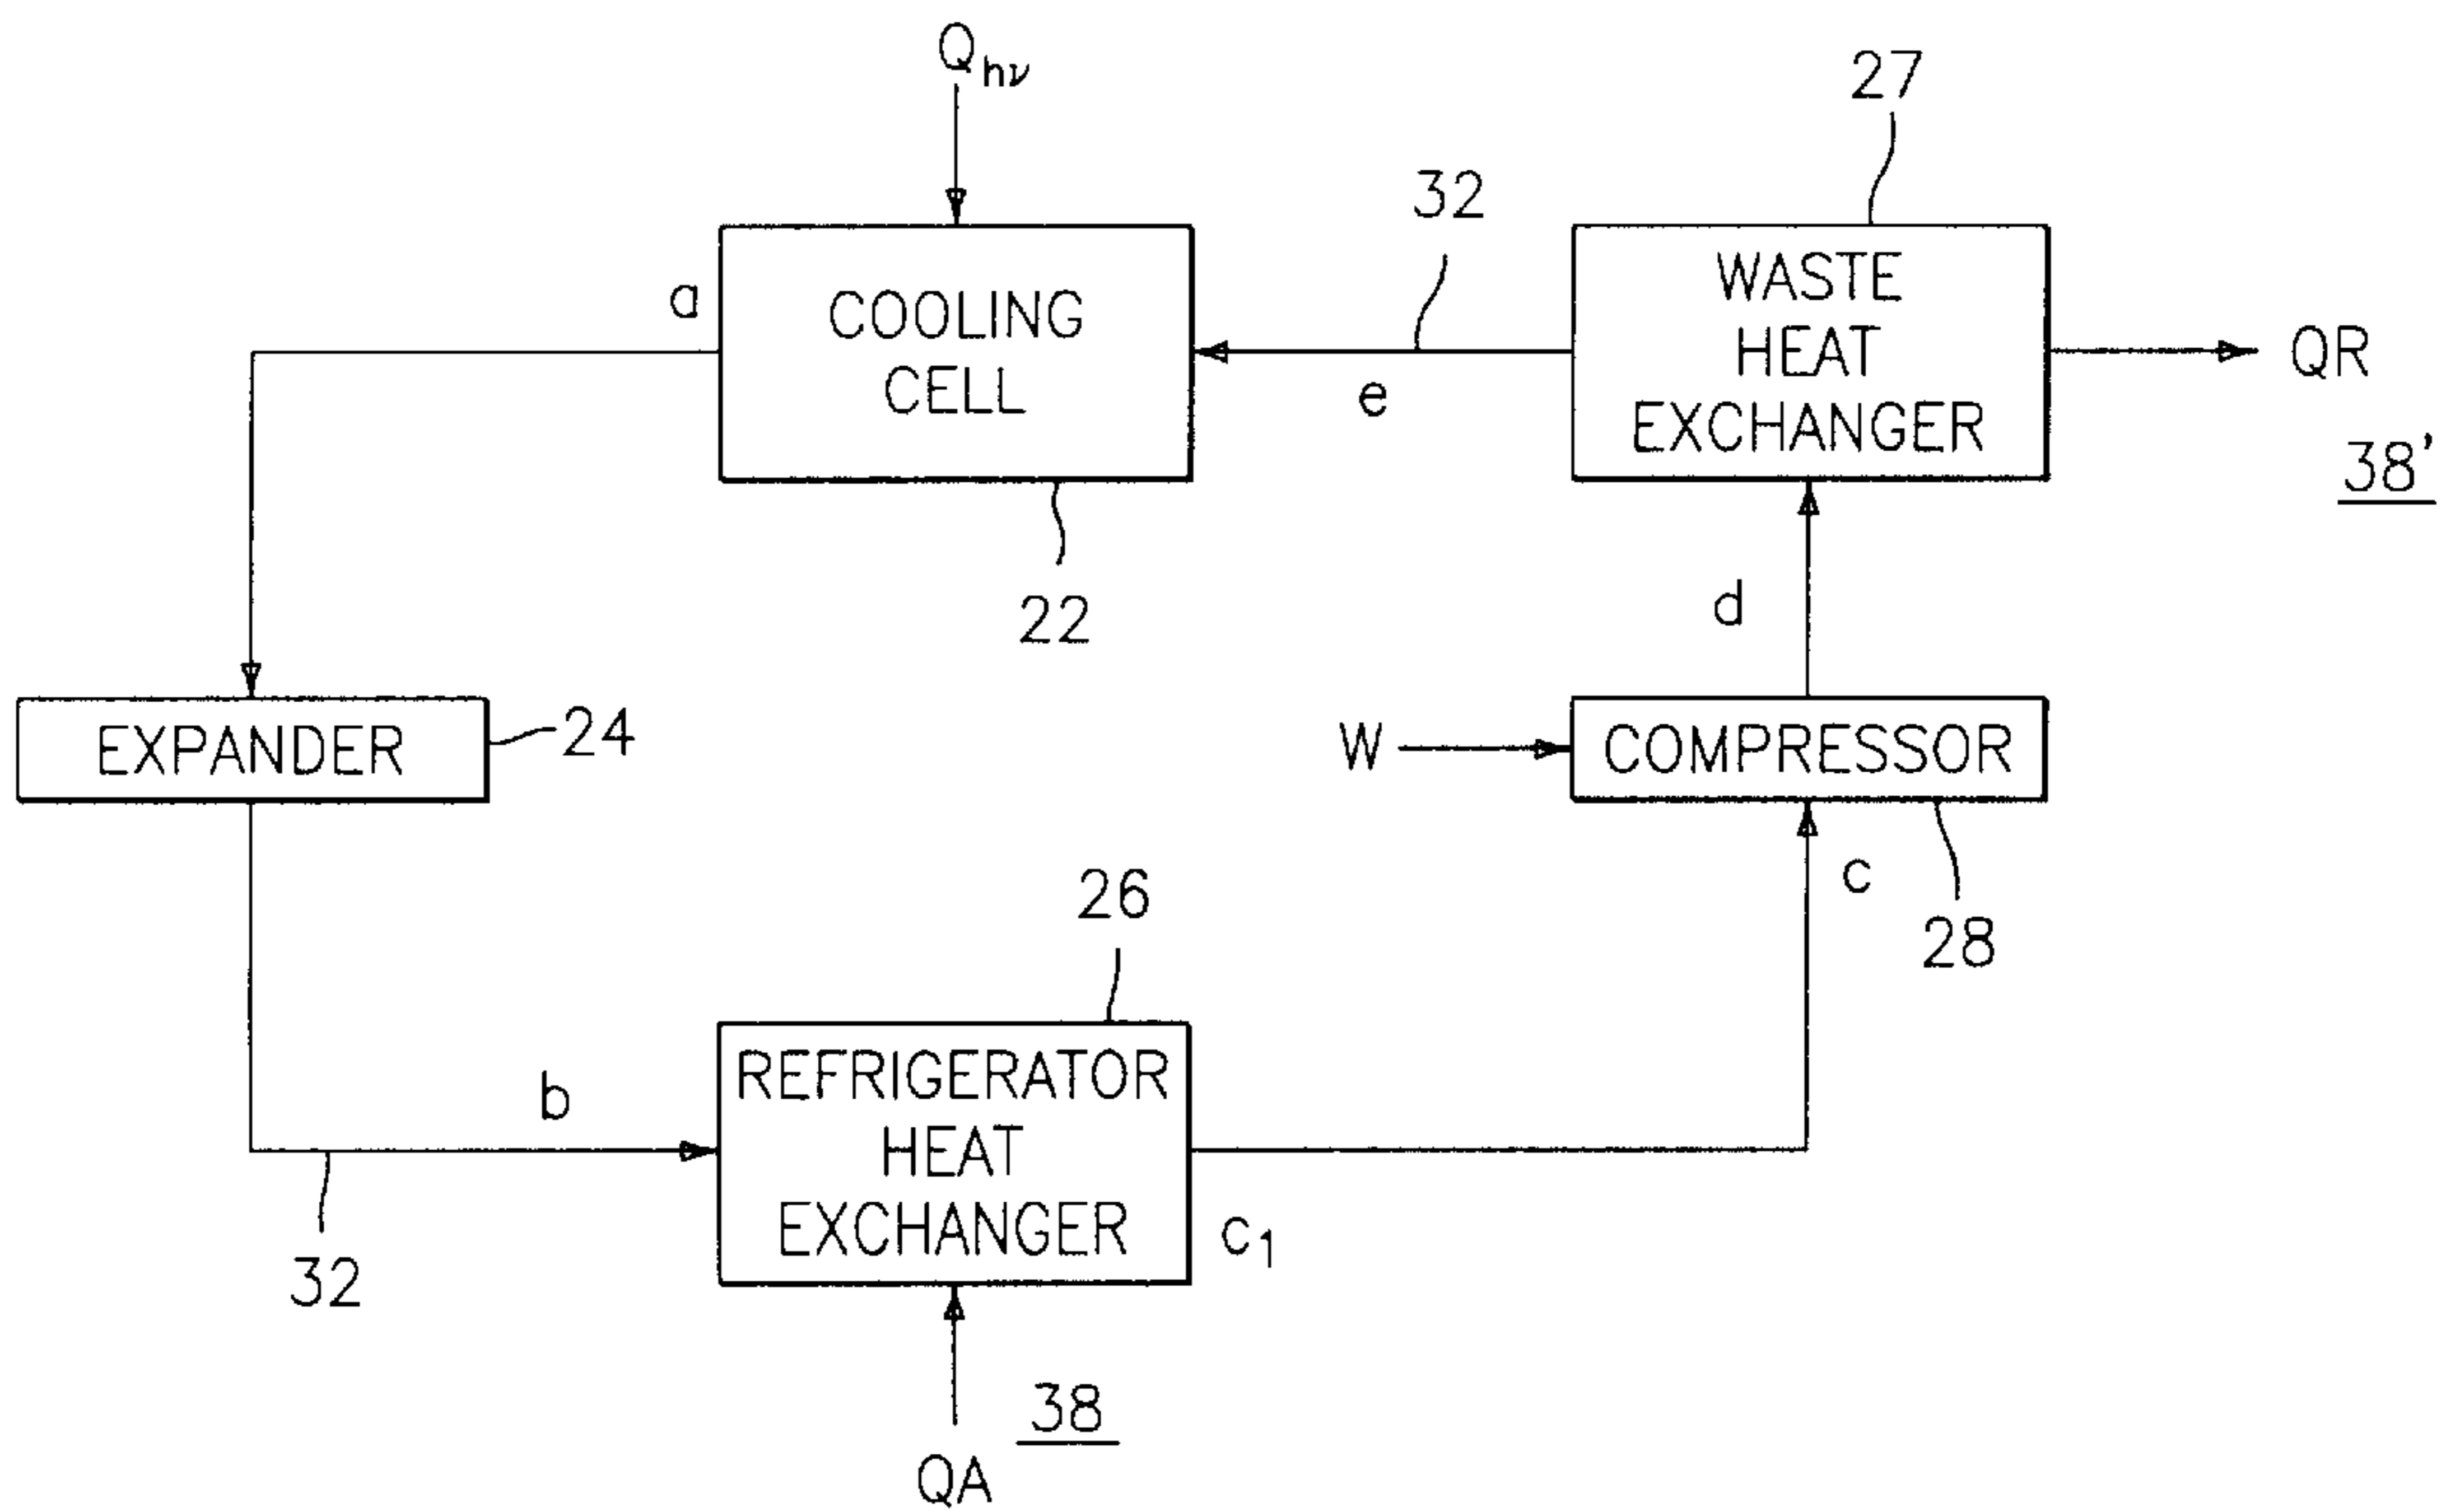 Qhν
27
32
WASTE
HEAT
EXCHANGER
a
COOLING
CELL
e
QR
38'
22
d
EXPANDER
24
W
COMPRESSOR
26
c
28
b
REFRIGERATOR
HEAT
EXCHANGER
c1
32
38
QA